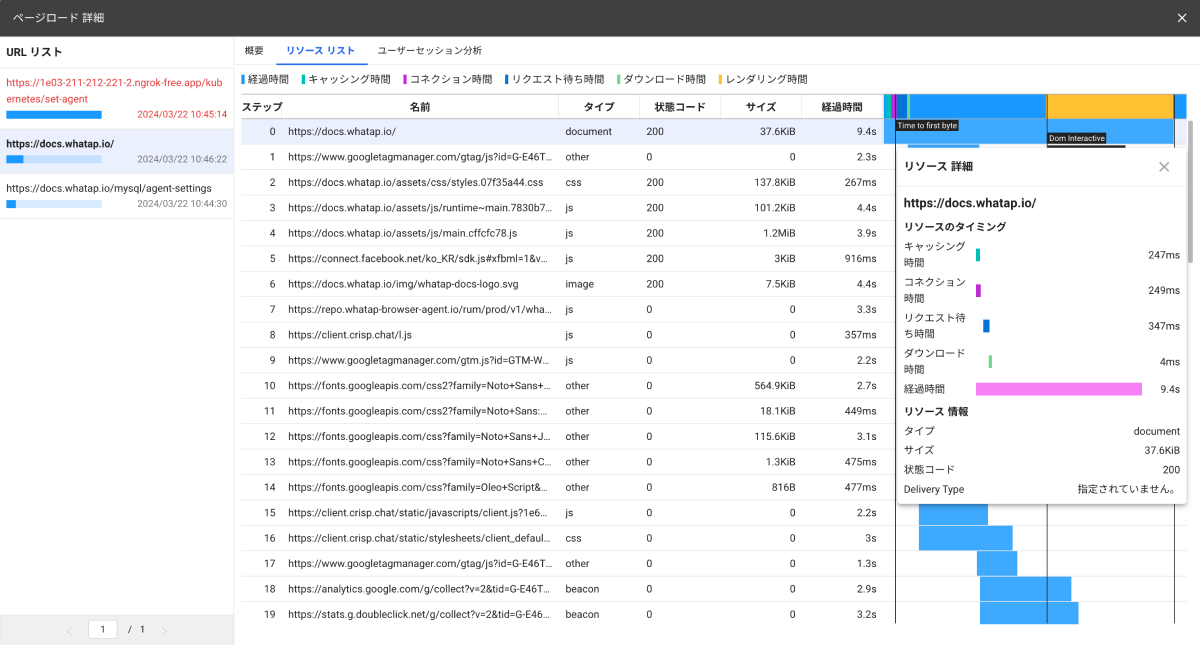 ページロード 詳細
URL リスト
https://1e03-211-212-221-2.ngrok-free.app/kub
ernetes/set-agent
2024/03/22 10:45:14
https://docs.whatap.io/
2024/03/22 10:46:22
https://docs.whatap.io/mysql/agent-settings
2024/03/22 10:44:30
1 / 1
概要 リソース リスト ユーザーセッション分析
経過時間 キャッシング時間 コネクション時間 リクエスト待ち時間 ダウンロード時間 レンダリング時間
ステップ 名前 タイプ 状態コード サイズ 経過時間
0 https://docs.whatap.io/ document 200 37.6KiB 9.4s
1 https://www.googletagmanager.com/gtag/js?id=G-E46T... other 0 0 2.3s
2 https://docs.whatap.io/assets/css/styles.07f35a44.css css 200 137.8KiB 267ms
3 https://docs.whatap.io/assets/js/runtime~main.7830b7... js 200 101.2KiB 4.4s
4 https://docs.whatap.io/assets/js/main.cffcfc78.js js 200 1.2MiB 3.9s
5 https://connect.facebook.net/ko_KR/sdk.js#xfbml=1&v... js 200 3KiB 916ms
6 https://docs.whatap.io/img/whatap-docs-logo.svg image 200 7.5KiB 4.4s
7 https://repo.whatap-browser-agent.io/rum/prod/v1/wha... js 0 0 3.3s
8 https://client.crisp.chat/l.js js 0 0 357ms
9 https://www.googletagmanager.com/gtm.js?id=GTM-W... js 0 0 2.2s
10 https://fonts.googleapis.com/css2?family=Noto+Sans+... other 0 564.9KiB 2.7s
11 https://fonts.googleapis.com/css2?family=Noto+Sans:... other 0 18.1KiB 449ms
12 https://fonts.googleapis.com/css?family=Noto+Sans+J... other 0 115.6KiB 3.1s
13 https://fonts.googleapis.com/css?family=Noto+Sans+C... other 0 1.3KiB 475ms
14 https://fonts.googleapis.com/css?family=Oleo+Script&... other 0 816B 477ms
15 https://client.crisp.chat/static/javascripts/client.js?1e6... js 0 0 2.2s
16 https://client.crisp.chat/static/stylesheets/client_defaul... css 0 0 3s
17 https://www.googletagmanager.com/gtag/js?id=G-E46T... other 0 0 1.3s
18 https://analytics.google.com/g/collect?v=2&tid=G-E46T... beacon 0 0 2.9s
19 https://stats.g.doubleclick.net/g/collect?v=2&tid=G-E46... beacon 0 0 3.2s
Time to first byte
Dom Interactive
リソース 詳細
https://docs.whatap.io/
リソースのタイミング
キャッシング
時間 247ms
コネクション
時間 249ms
リクエスト待
ち時間 347ms
ダウンロード
時間 4ms
経過時間 9.4s
リソース 情報
タイプ document
サイズ 37.6KiB
状態コード 200
Delivery Type 指定されていません。